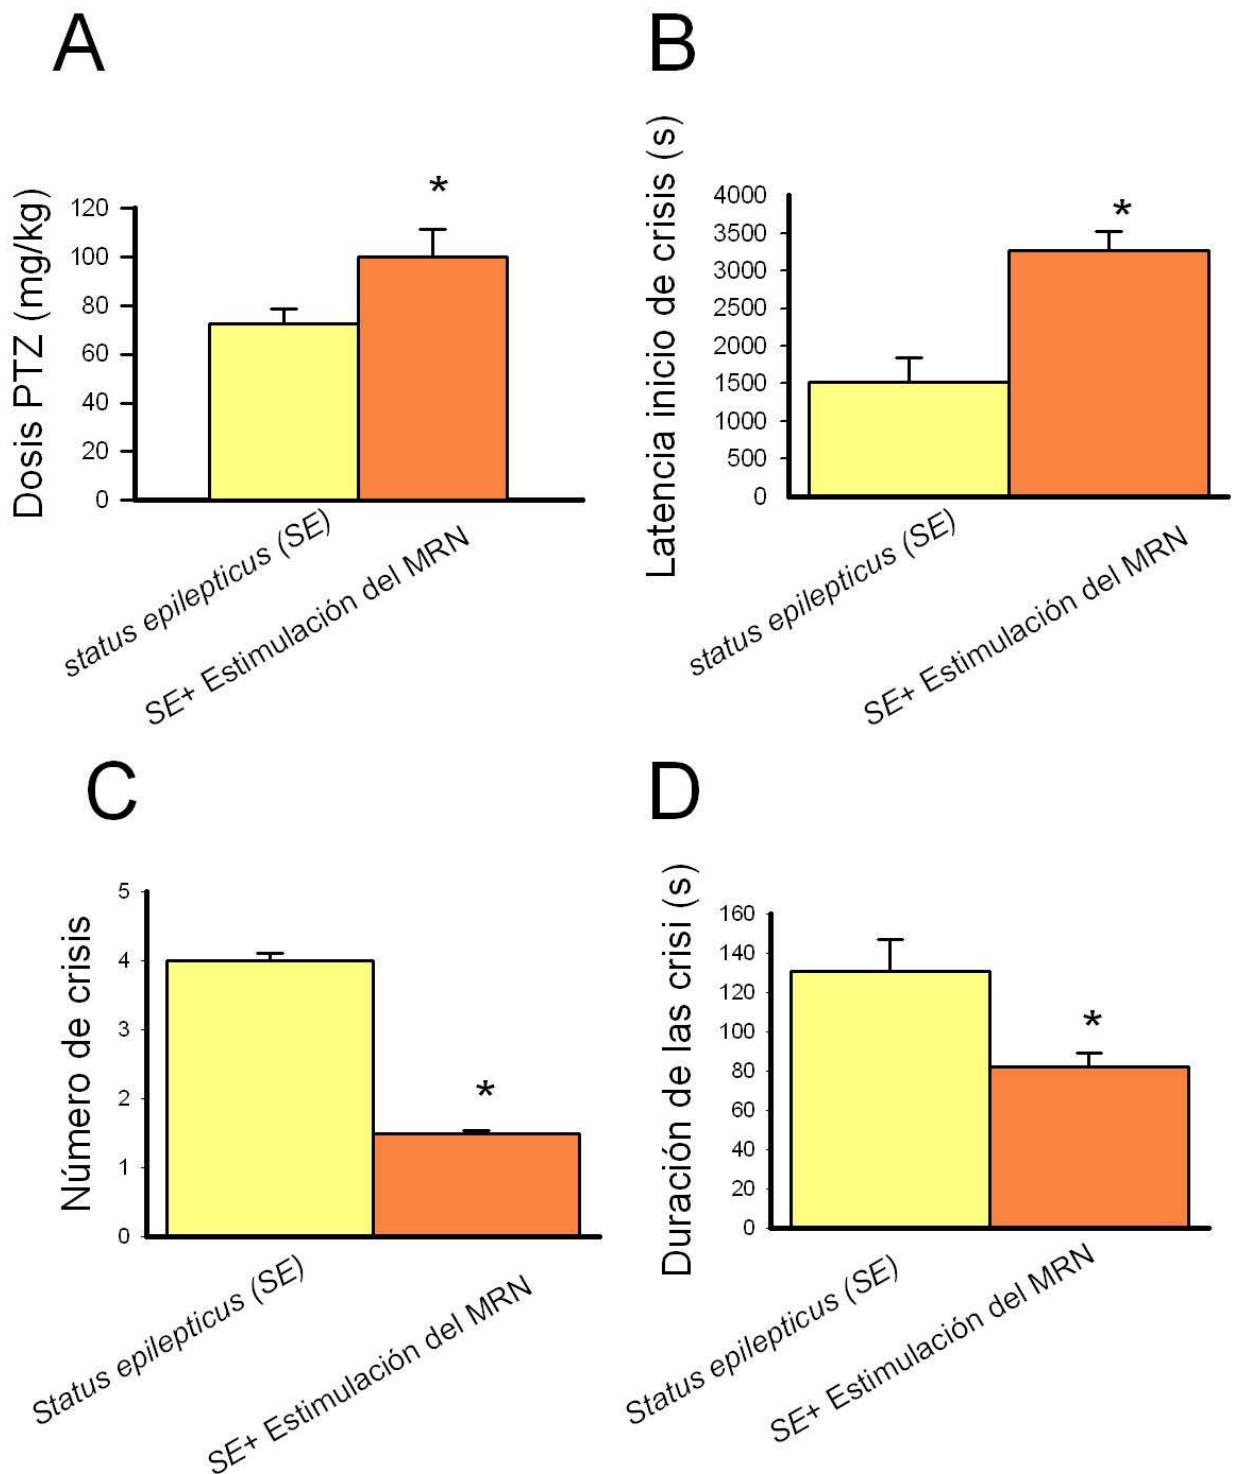 A
Dosis PTZ (mg/kg)
120
100
80
60
40
20
0
*
status epilepticus (SE)
SE+ Estimulación del MRN
B
Latencia inicio de crisis (s)
4000
3500
3000
2500
2000
1500
1000
500
0
*
status epilepticus (SE)
SE+ Estimulación del MRN
C
Número de crisis
5
4
3
2
1
0
*
Status epilepticus (SE)
SE+ Estimulación del MRN
D
Duración de las crisi (s)
160
140
120
100
80
60
40
20
0
*
Status epilepticus (SE)
SE+ Estimulación del MRN